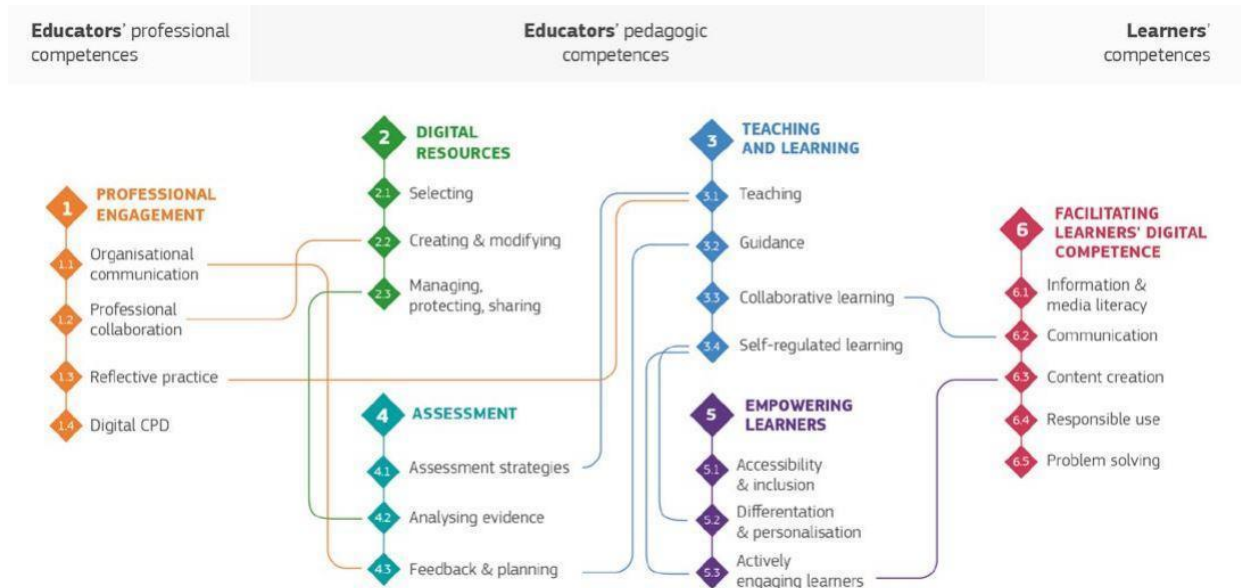 Educators' professional
competences
Educators' pedagogic
competences
Learners'
competences
1
PROFESSIONAL
ENGAGEMENT
1.1
Organisational
communication
1.2
Professional
collaboration
1.3
Reflective practice
1.4
Digital CPD
2
DIGITAL
RESOURCES
2.1
Selecting
2.2
Creating & modifying
2.3
Managing,
protecting, sharing
4
ASSESSMENT
4.1
Assessment strategies
4.2
Analysing evidence
4.3
Feedback & planning
3
TEACHING
AND LEARNING
3.1
Teaching
3.2
Guidance
3.3
Collaborative learning
3.4
Self-regulated learning
5
EMPOWERING
LEARNERS
5.1
Accessibility
& inclusion
5.2
Differentation
& personalisation
5.3
Actively
engaging learners
6
FACILITATING
LEARNERS' DIGITAL
COMPETENCE
6.1
Information &
media literacy
6.2
Communication
6.3
Content creation
6.4
Responsible use
6.5
Problem solving